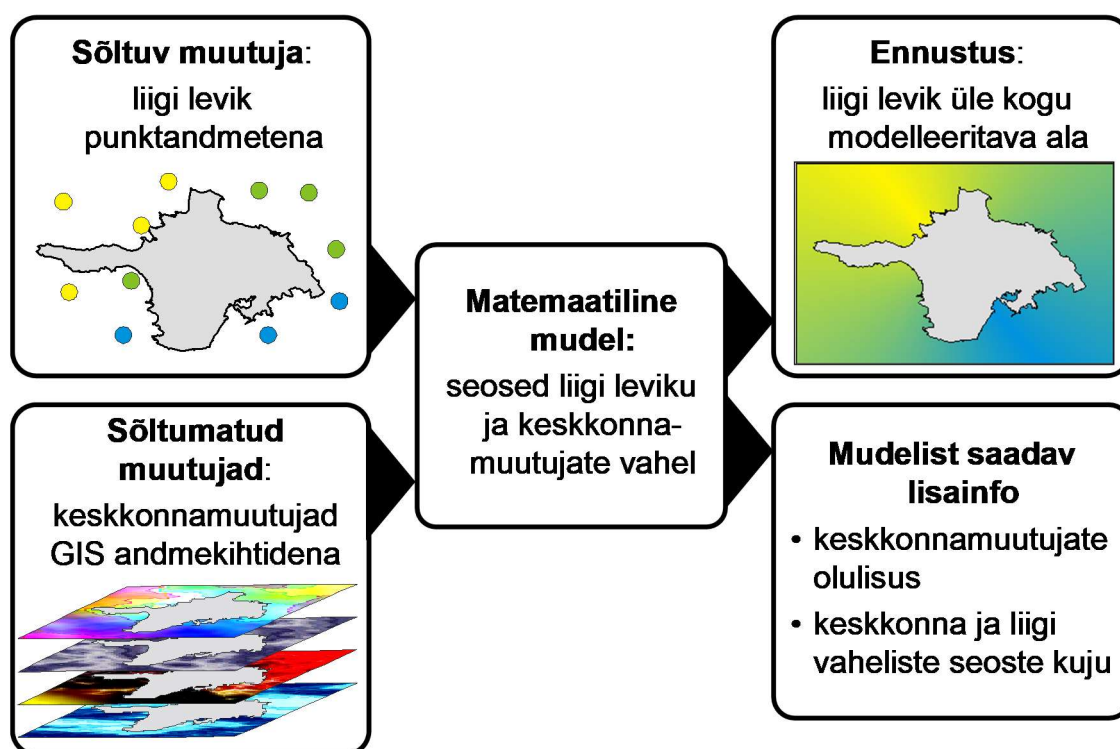 Sõltuv muutuja:
liigi levik
punktandmetena
Sõltumatud
muutujad:
keskkonnamuutujad
GIS andmekihtidena
Matemaatiline
mudel:
seosed liigi leviku
ja keskkonna-
muutujate vahel
Ennustus:
liigi levik üle kogu
modelleeritava ala
Mudelist saadav
lisainfo
• keskkonnamuutujate
olulisus
• keskkonna ja liigi
vaheliste seoste kuju